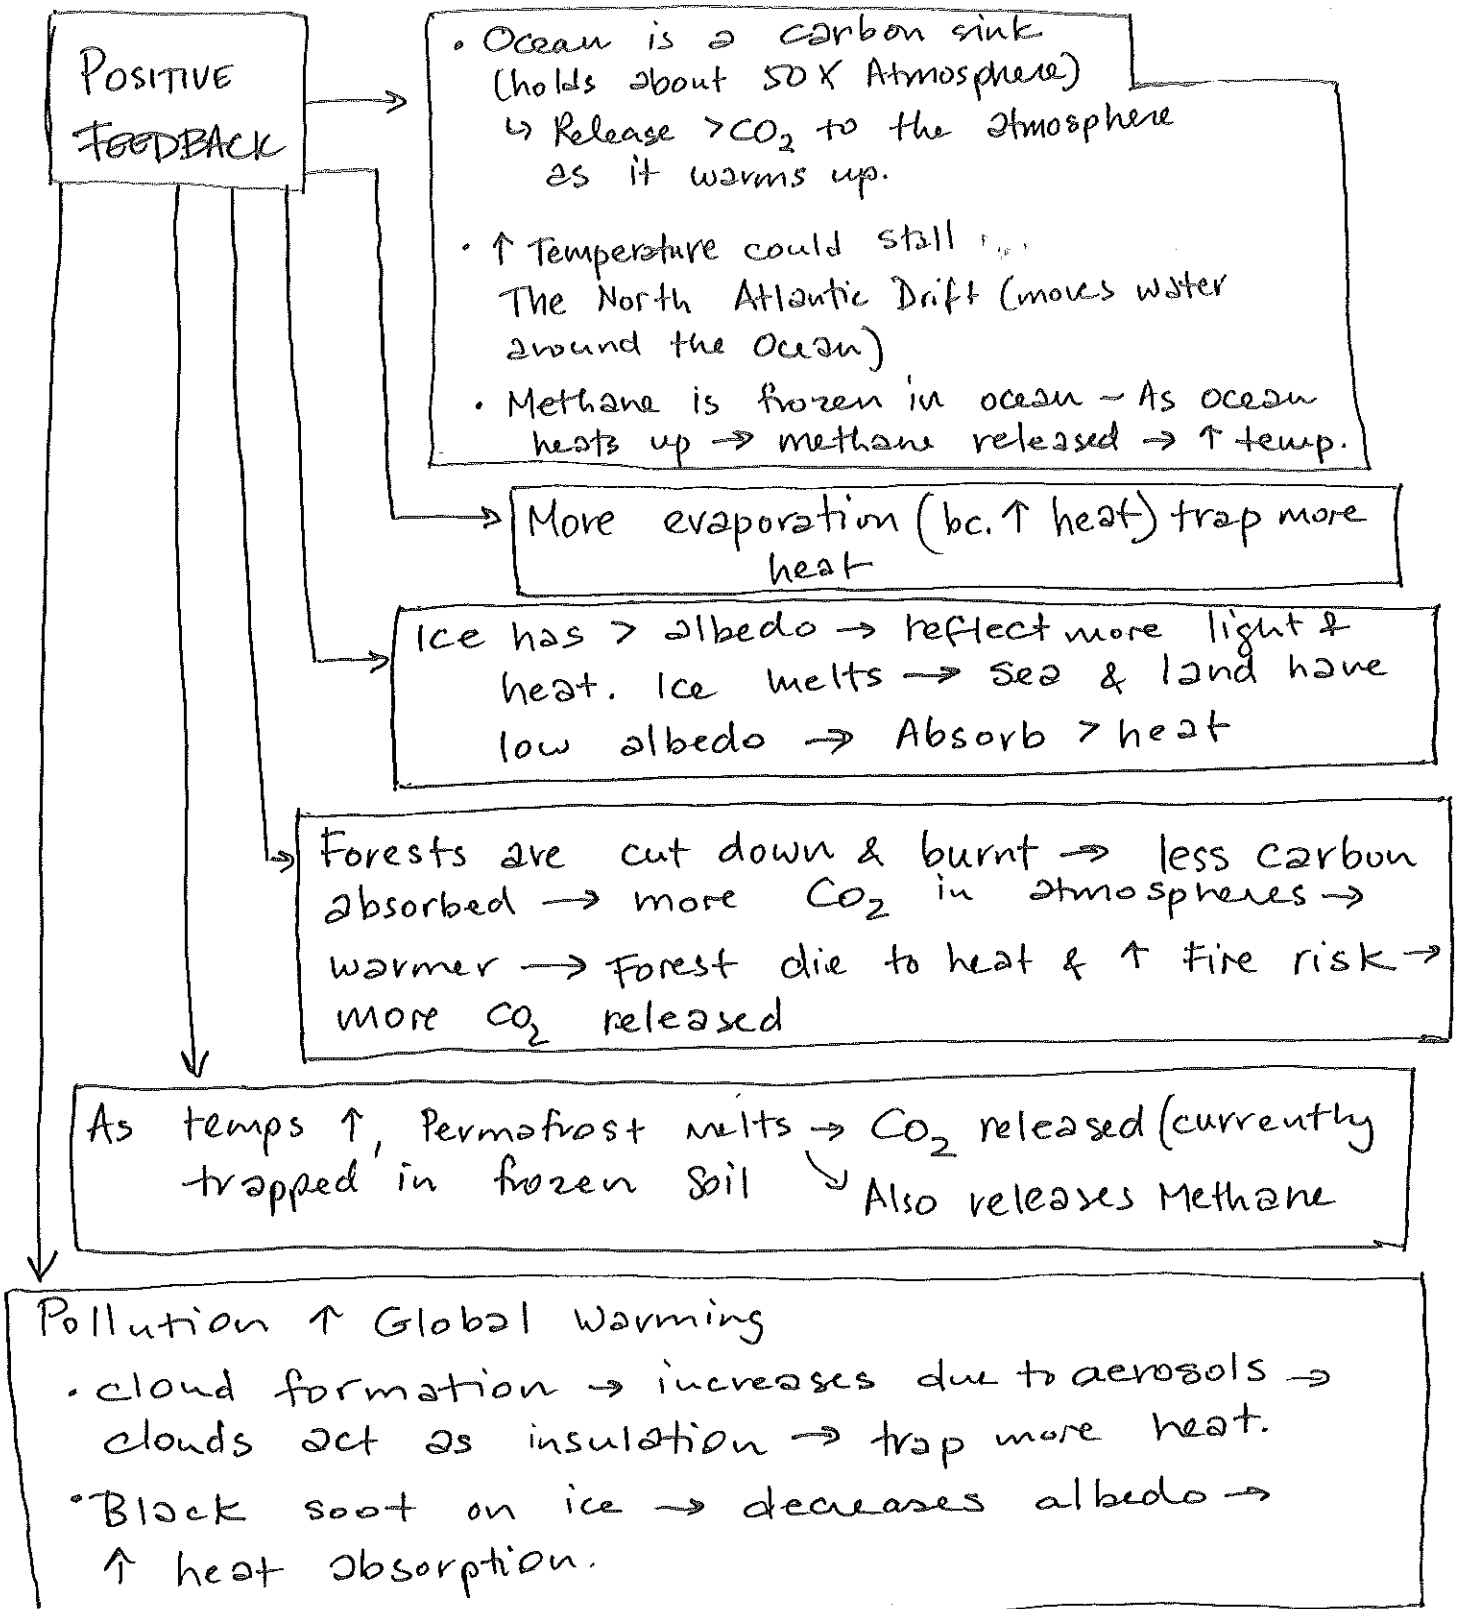 POSITIVE
FEEDBACK
• Ocean is a carbon sink
(holds about 50X Atmosphere)
↳ Release >CO₂ to the atmosphere
as it warms up.
• ↑ Temperature could stall
The North Atlantic Drift (moves water
around the Ocean)
• Methane is frozen in ocean - As ocean
heats up → methane released → ↑ temp.
More evaporation (bc. ↑ heat) trap more
heat
Ice has > albedo → reflect more light &
heat. Ice melts → sea & land have
low albedo → Absorb > heat
Forests are cut down & burnt → less carbon
absorbed → more CO₂ in atmospheres →
warmer → Forest die to heat & ↑ Fire risk →
more CO₂ released
As temps ↑, Permafrost melts → CO₂ released (currently
trapped in frozen soil ↘ Also releases Methane
Pollution ↑ Global Warming
• cloud formation → increases due to aerosols →
clouds act as insulation → trap more heat.
• Black soot on ice → decreases albedo →
↑ heat absorption.